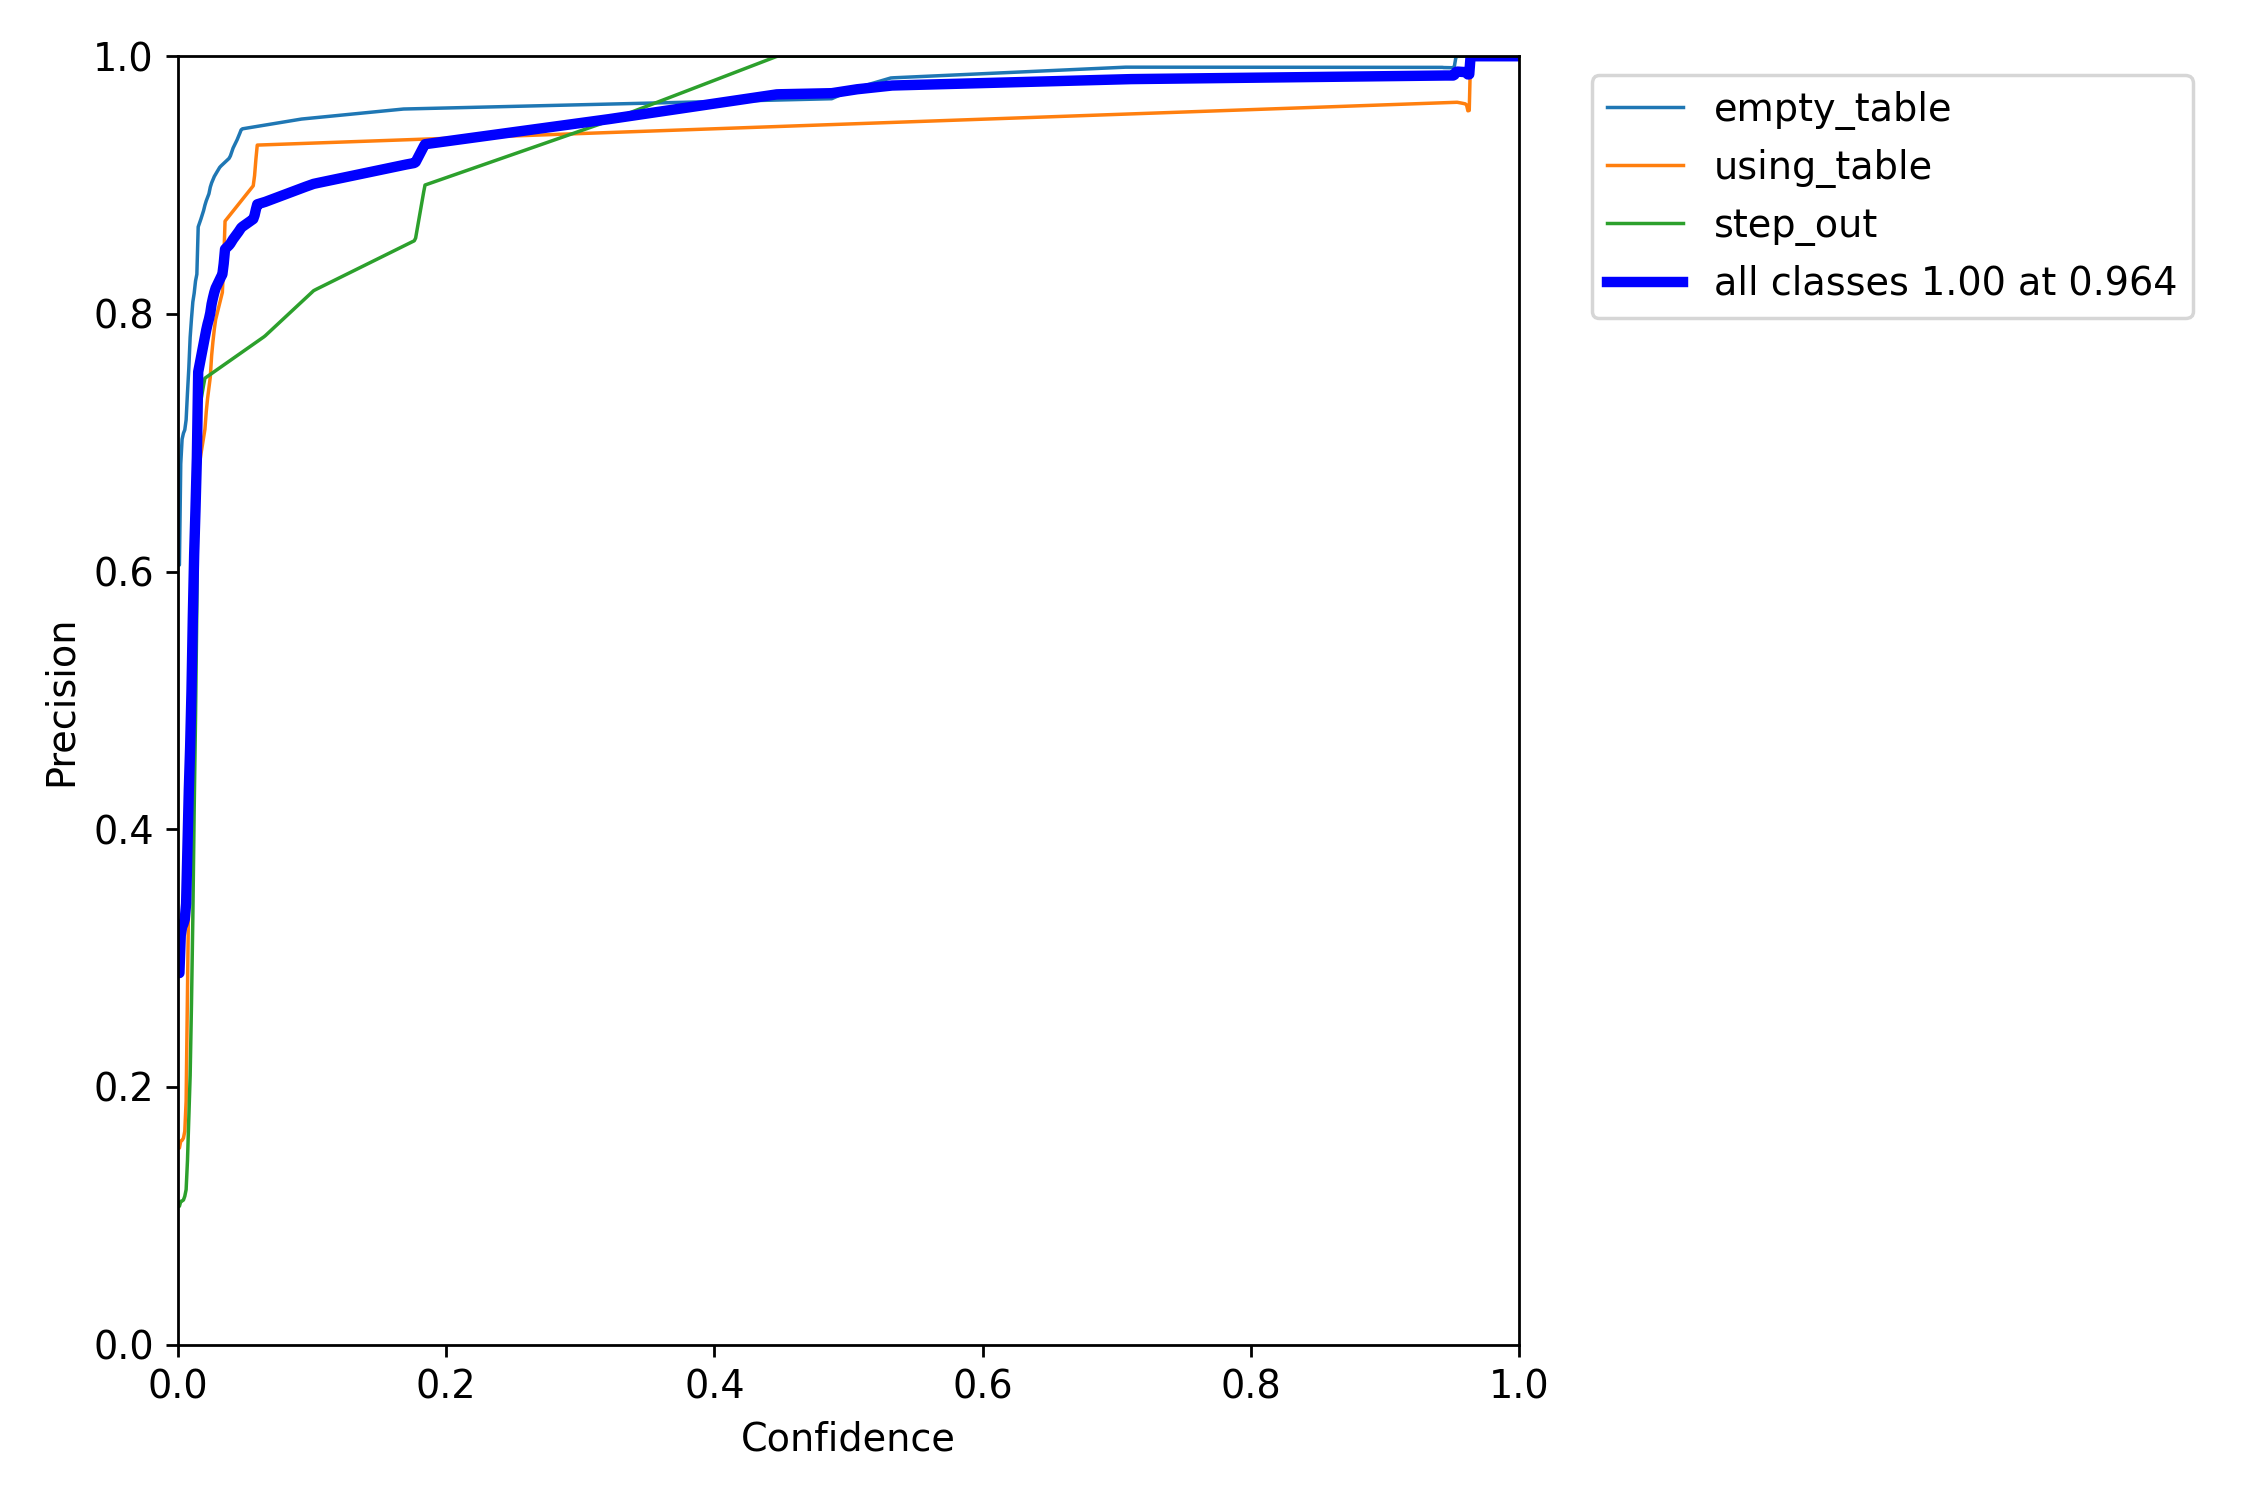 1.0
0.8
0.6
0.4
0.2
0.0
Precision
0.0 0.2 0.4 0.6 0.8 1.0
Confidence
empty_table
using_table
step_out
all classes 1.00 at 0.964